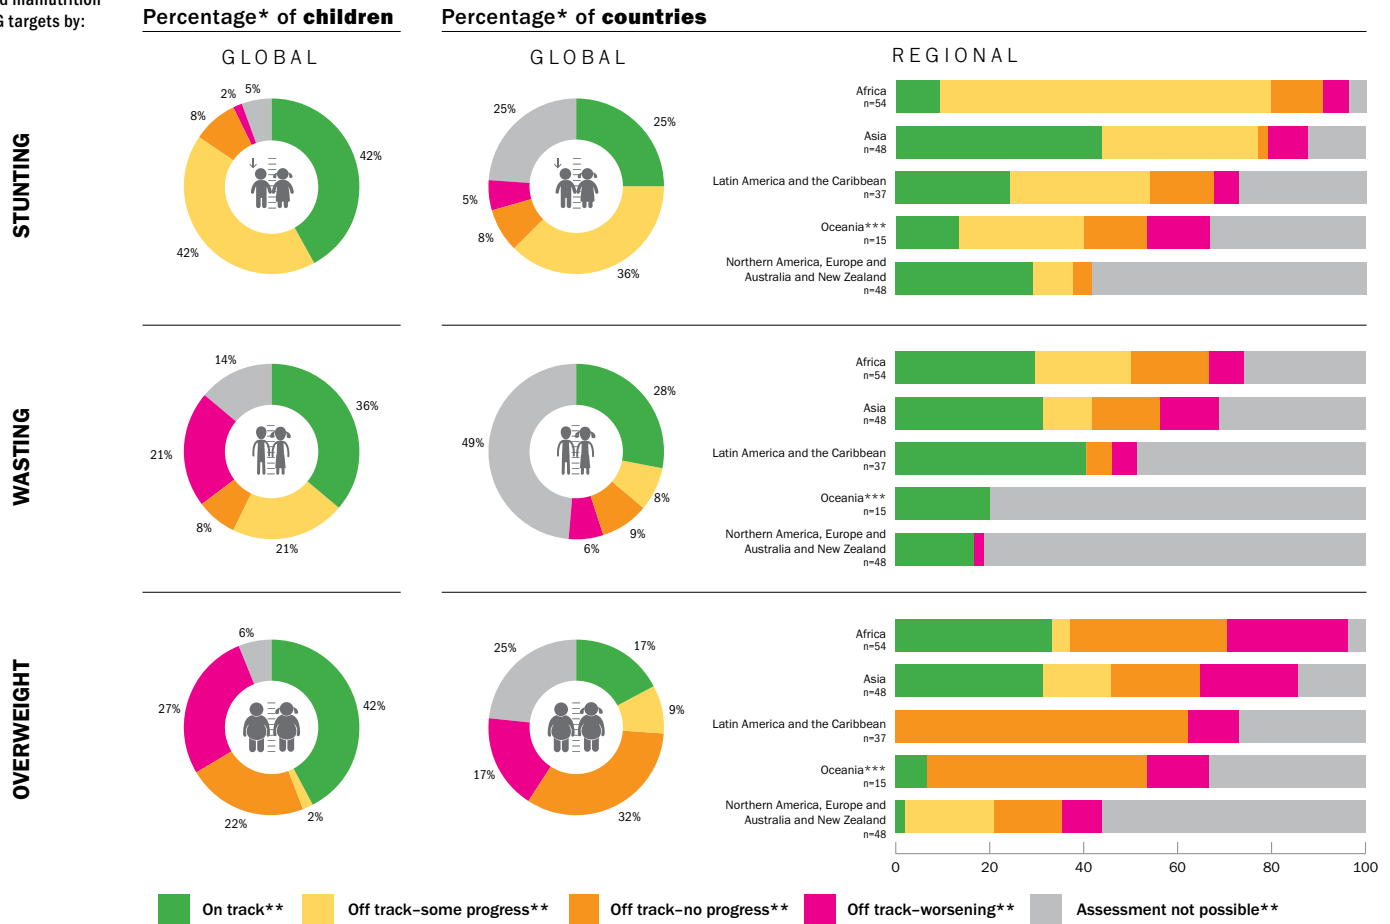 G targets by:
Percentage* of children
Percentage* of countries
GLOBAL
GLOBAL
REGIONAL
STUNTING
5%
2%
8%
42%
42%
25%
25%
5%
8%
36%
Africa
n=54
Asia
n=48
Latin America and the Caribbean
n=37
Oceania***
n=15
Northern America, Europe and
Australia and New Zealand
n=48
WASTING
14%
36%
21%
8%
21%
28%
49%
8%
9%
6%
Africa
n=54
Asia
n=48
Latin America and the Caribbean
n=37
Oceania***
n=15
Northern America, Europe and
Australia and New Zealand
n=48
OVERWEIGHT
6%
42%
27%
22%
2%
25%
17%
9%
17%
32%
Africa
n=54
Asia
n=48
Latin America and the Caribbean
n=37
Oceania***
n=15
Northern America, Europe and
Australia and New Zealand
n=48
0 20 40 60 80 100
On track** Off track–some progress** Off track–no progress** Off track–worsening** Assessment not possible**